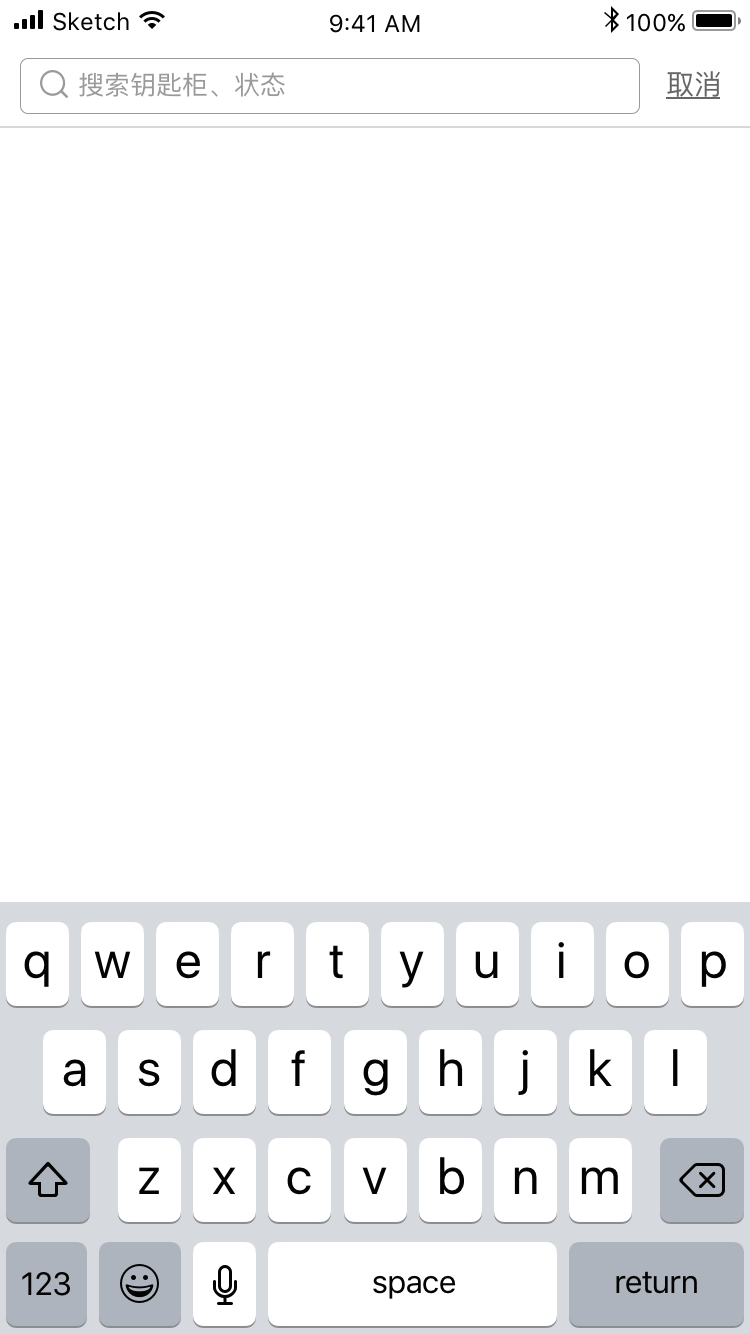 Sketch 9:41 AM 100%
搜索钥匙柜、状态 取消
q w e r t y u i o p
a s d f g h j k l
z x c v b n m
123 space return